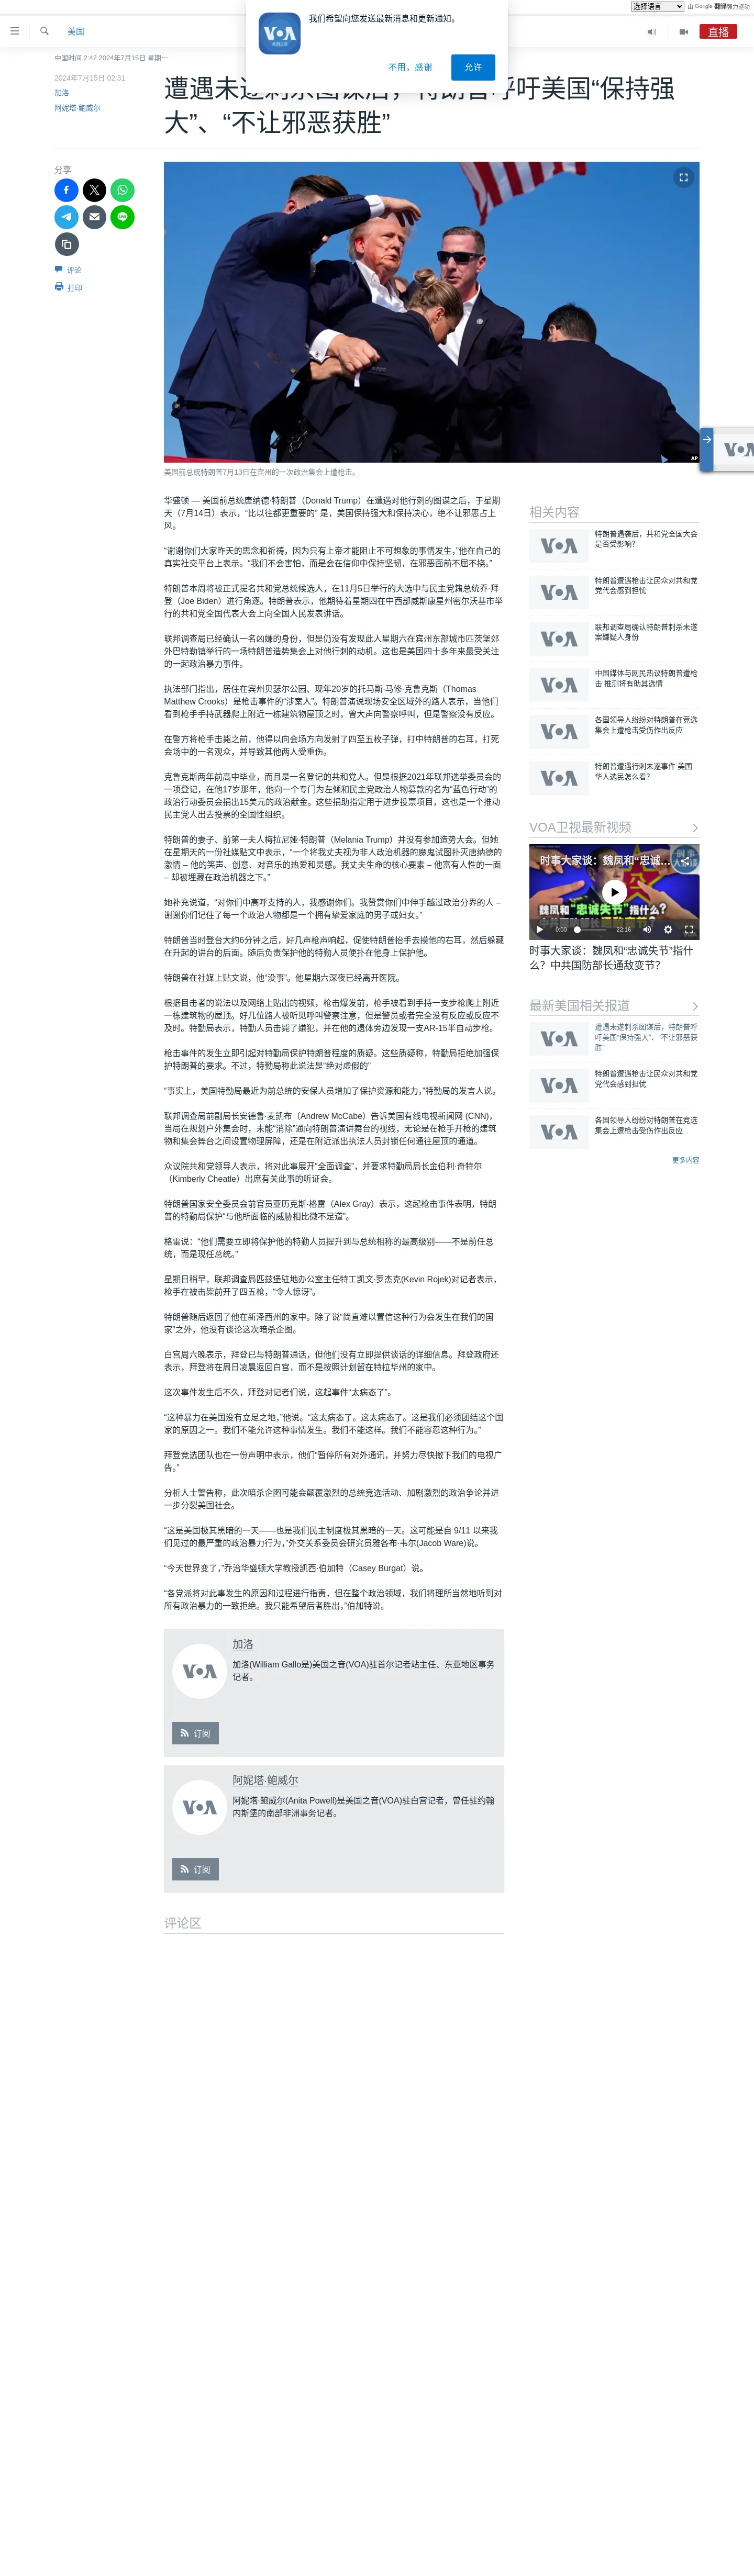 选择语言 由 Google 翻译强力驱动
VOA
美国之音
我们希望向您发送最新消息和更新通知。
不用，感谢
允许
美国
直播
中国时间 2:42 2024年7月15日 星期一
2024年7月15日 02:31
加洛
阿妮塔·鲍威尔
特朗普呼吁美国“保持强
大”、“不让邪恶获胜”
分享
评论
打印
AP
美国前总统特朗普7月13日在宾州的一次政治集会上遭枪击。
华盛顿 — 美国前总统唐纳德·特朗普（Donald Trump）在遭遇对他行刺的图谋之后，于星期
天（7月14日）表示，“比以往都更重要的” 是，美国保持强大和保持决心，绝不让邪恶占上
风。
“谢谢你们大家昨天的思念和祈祷，因为只有上帝才能阻止不可想象的事情发生，”他在自己的
真实社交平台上表示。“我们不会害怕，而是会在信仰中保持坚韧，在邪恶面前不屈不挠。”
特朗普本周将被正式提名共和党总统候选人，在11月5日举行的大选中与民主党籍总统乔·拜
登（Joe Biden）进行角逐。特朗普表示，他期待着星期四在中西部威斯康星州密尔沃基市举
行的共和党全国代表大会上向全国人民发表讲话。
联邦调查局已经确认一名凶嫌的身份，但是仍没有发现此人星期六在宾州东部城市匹茨堡郊
外巴特勒镇举行的一场特朗普造势集会上对他行刺的动机。这也是美国四十多年来最受关注
的一起政治暴力事件。
执法部门指出，居住在宾州贝瑟尔公园、现年20岁的托马斯·马修·克鲁克斯（Thomas
Matthew Crooks）是枪击事件的“涉案人”。特朗普演说现场安全区域外的路人表示，当他们
看到枪手手持武器爬上附近一栋建筑物屋顶之时，曾大声向警察呼叫，但是警察没有反应。
在警方将枪手击毙之前，他得以向会场方向发射了四至五枚子弹，打中特朗普的右耳，打死
会场中的一名观众，并导致其他两人受重伤。
克鲁克斯两年前高中毕业，而且是一名登记的共和党人。但是根据2021年联邦选举委员会的
一项登记，在他17岁那年，他向一个专门为左倾和民主党政治人物募款的名为“蓝色行动”的
政治行动委员会捐出15美元的政治献金。这些捐助指定用于进步投票项目，这也是一个推动
民主党人出去投票的全国性组织。
特朗普的妻子、前第一夫人梅拉尼娅·特朗普（Melania Trump）并没有参加造势大会。但她
在星期天的一份社媒贴文中表示，“一个将我丈夫视为非人政治机器的魔鬼试图扑灭唐纳德的
激情 – 他的笑声、创意、对音乐的热爱和灵感。我丈夫生命的核心要素 – 他富有人性的一面
– 却被埋藏在政治机器之下。”
她补充说道，“对你们中高呼支持的人，我感谢你们。我赞赏你们中伸手越过政治分界的人 –
谢谢你们记住了每一个政治人物都是一个拥有挚爱家庭的男子或妇女。”
特朗普当时登台大约6分钟之后，好几声枪声响起，促使特朗普抬手去摸他的右耳，然后躲藏
在升起的讲台的后面。随后负责保护他的特勤人员便扑在他身上保护他。
特朗普在社媒上贴文说，他“没事”。他星期六深夜已经离开医院。
根据目击者的说法以及网络上贴出的视频，枪击爆发前，枪手被看到手持一支步枪爬上附近
一栋建筑物的屋顶。好几位路人被听见呼叫警察注意，但是警员或者完全没有反应或反应不
及时。特勤局表示，特勤人员击毙了嫌犯，并在他的遗体旁边发现一支AR-15半自动步枪。
枪击事件的发生立即引起对特勤局保护特朗普程度的质疑。这些质疑称，特勤局拒绝加强保
护特朗普的要求。不过，特勤局称此说法是“绝对虚假的”
“事实上，美国特勤局最近为前总统的安保人员增加了保护资源和能力，”特勤局的发言人说。
联邦调查局前副局长安德鲁·麦凯布（Andrew McCabe）告诉美国有线电视新闻网 (CNN)，
当局在规划户外集会时，未能“消除”通向特朗普演讲舞台的视线，无论是在枪手开枪的建筑
物和集会舞台之间设置物理屏障，还是在附近派出执法人员封锁任何通往屋顶的通道。
众议院共和党领导人表示，将对此事展开“全面调查”，并要求特勤局局长金伯利·奇特尔
（Kimberly Cheatle）出席有关此事的听证会。
特朗普国家安全委员会前官员亚历克斯·格雷（Alex Gray）表示，这起枪击事件表明，特朗
普的特勤局保护“与他所面临的威胁相比微不足道”。
格雷说：“他们需要立即将保护他的特勤人员提升到与总统相称的最高级别——不是前任总
统，而是现任总统。”
星期日稍早，联邦调查局匹兹堡驻地办公室主任特工凯文·罗杰克(Kevin Rojek)对记者表示，
枪手在被击毙前开了四五枪，“令人惊讶”。
特朗普随后返回了他在新泽西州的家中。除了说“简直难以置信这种行为会发生在我们的国
家”之外，他没有谈论这次暗杀企图。
白宫周六晚表示，拜登已与特朗普通话，但他们没有立即提供谈话的详细信息。拜登政府还
表示，拜登将在周日凌晨返回白宫，而不是按照计划留在特拉华州的家中。
这次事件发生后不久，拜登对记者们说，这起事件“太病态了”。
“这种暴力在美国没有立足之地，”他说。“这太病态了。这太病态了。这是我们必须团结这个国
家的原因之一。我们不能允许这种事情发生。我们不能这样。我们不能容忍这种行为。”
拜登竞选团队也在一份声明中表示，他们“暂停所有对外通讯，并努力尽快撤下我们的电视广
告。”
分析人士警告称，此次暗杀企图可能会颠覆激烈的总统竞选活动、加剧激烈的政治争论并进
一步分裂美国社会。
“这是美国极其黑暗的一天——也是我们民主制度极其黑暗的一天。这可能是自 9/11 以来我
们见过的最严重的政治暴力行为，”外交关系委员会研究员雅各布·韦尔(Jacob Ware)说。
“今天世界变了，”乔治华盛顿大学教授凯西·伯加特（Casey Burgat）说。
“各党派将对此事发生的原因和过程进行指责，但在整个政治领域，我们将理所当然地听到对
所有政治暴力的一致拒绝。我只能希望后者胜出，”伯加特说。
VOA
加洛
加洛(William Gallo是)美国之音(VOA)驻首尔记者站主任、东亚地区事务
记者。
订阅
VOA
阿妮塔·鲍威尔
阿妮塔·鲍威尔(Anita Powell)是美国之音(VOA)驻白宫记者，曾任驻约翰
内斯堡的南部非洲事务记者。
订阅
评论区
相关内容
VOA
特朗普遇袭后，共和党全国大会
是否受影响?
VOA
特朗普遭遇枪击让民众对共和党
党代会感到担忧
VOA
联邦调查局确认特朗普刺杀未遂
案嫌疑人身份
VOA
中国媒体与网民热议特朗普遭枪
击 推测将有助其选情
VOA
各国领导人纷纷对特朗普在竞选
集会上遭枪击受伤作出反应
VOA
特朗普遭遇行刺未遂事件 美国
华人选民怎么看?
VOA卫视最新视频
时事大家谈：魏凤和“忠诚…
魏凤和“忠诚失节”指什么?
0:00
22:16
时事大家谈：魏凤和“忠诚失节”指什
么？中共国防部长通敌变节?
最新美国相关报道
VOA
遭遇未遂刺杀图谋后，特朗普呼
吁美国“保持强大”、“不让邪恶获
胜”
VOA
特朗普遭遇枪击让民众对共和党
党代会感到担忧
VOA
各国领导人纷纷对特朗普在竞选
集会上遭枪击受伤作出反应
更多内容